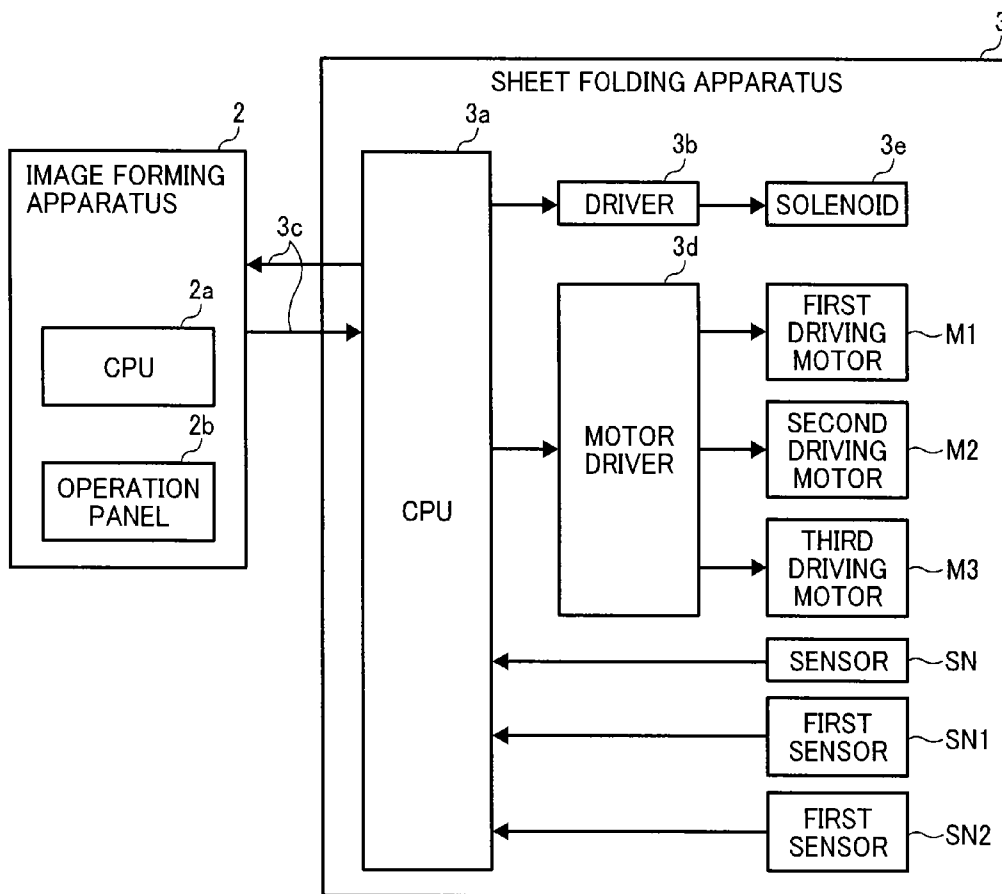 3
SHEET FOLDING APPARATUS
2
IMAGE FORMING
APPARATUS
2a
CPU
2b
OPERATION
PANEL
3c
3a
CPU
3b
DRIVER
3e
SOLENOID
3d
MOTOR
DRIVER
FIRST
DRIVING
MOTOR
M1
SECOND
DRIVING
MOTOR
M2
THIRD
DRIVING
MOTOR
M3
SENSOR
SN
FIRST
SENSOR
SN1
FIRST
SENSOR
SN2